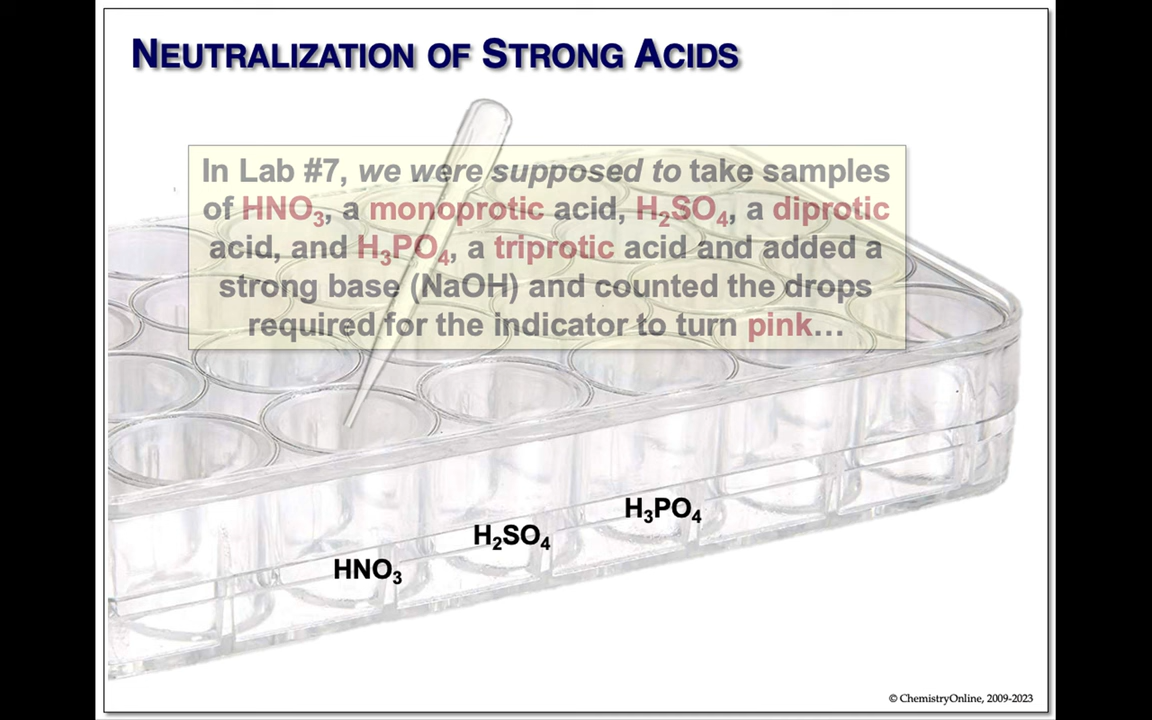 NEUTRALIZATION OF STRONG ACIDS
In Lab #7, we were supposed to take samples
of HNO₃, a monoprotic acid, H₂SO₄, a diprotic
acid, and H₃PO₄, a triprotic acid and added a
strong base (NaOH) and counted the drops
required for the indicator to turn pink...
H₃PO₄
H₂SO₄
HNO₃
© ChemistryOnline, 2009-2023